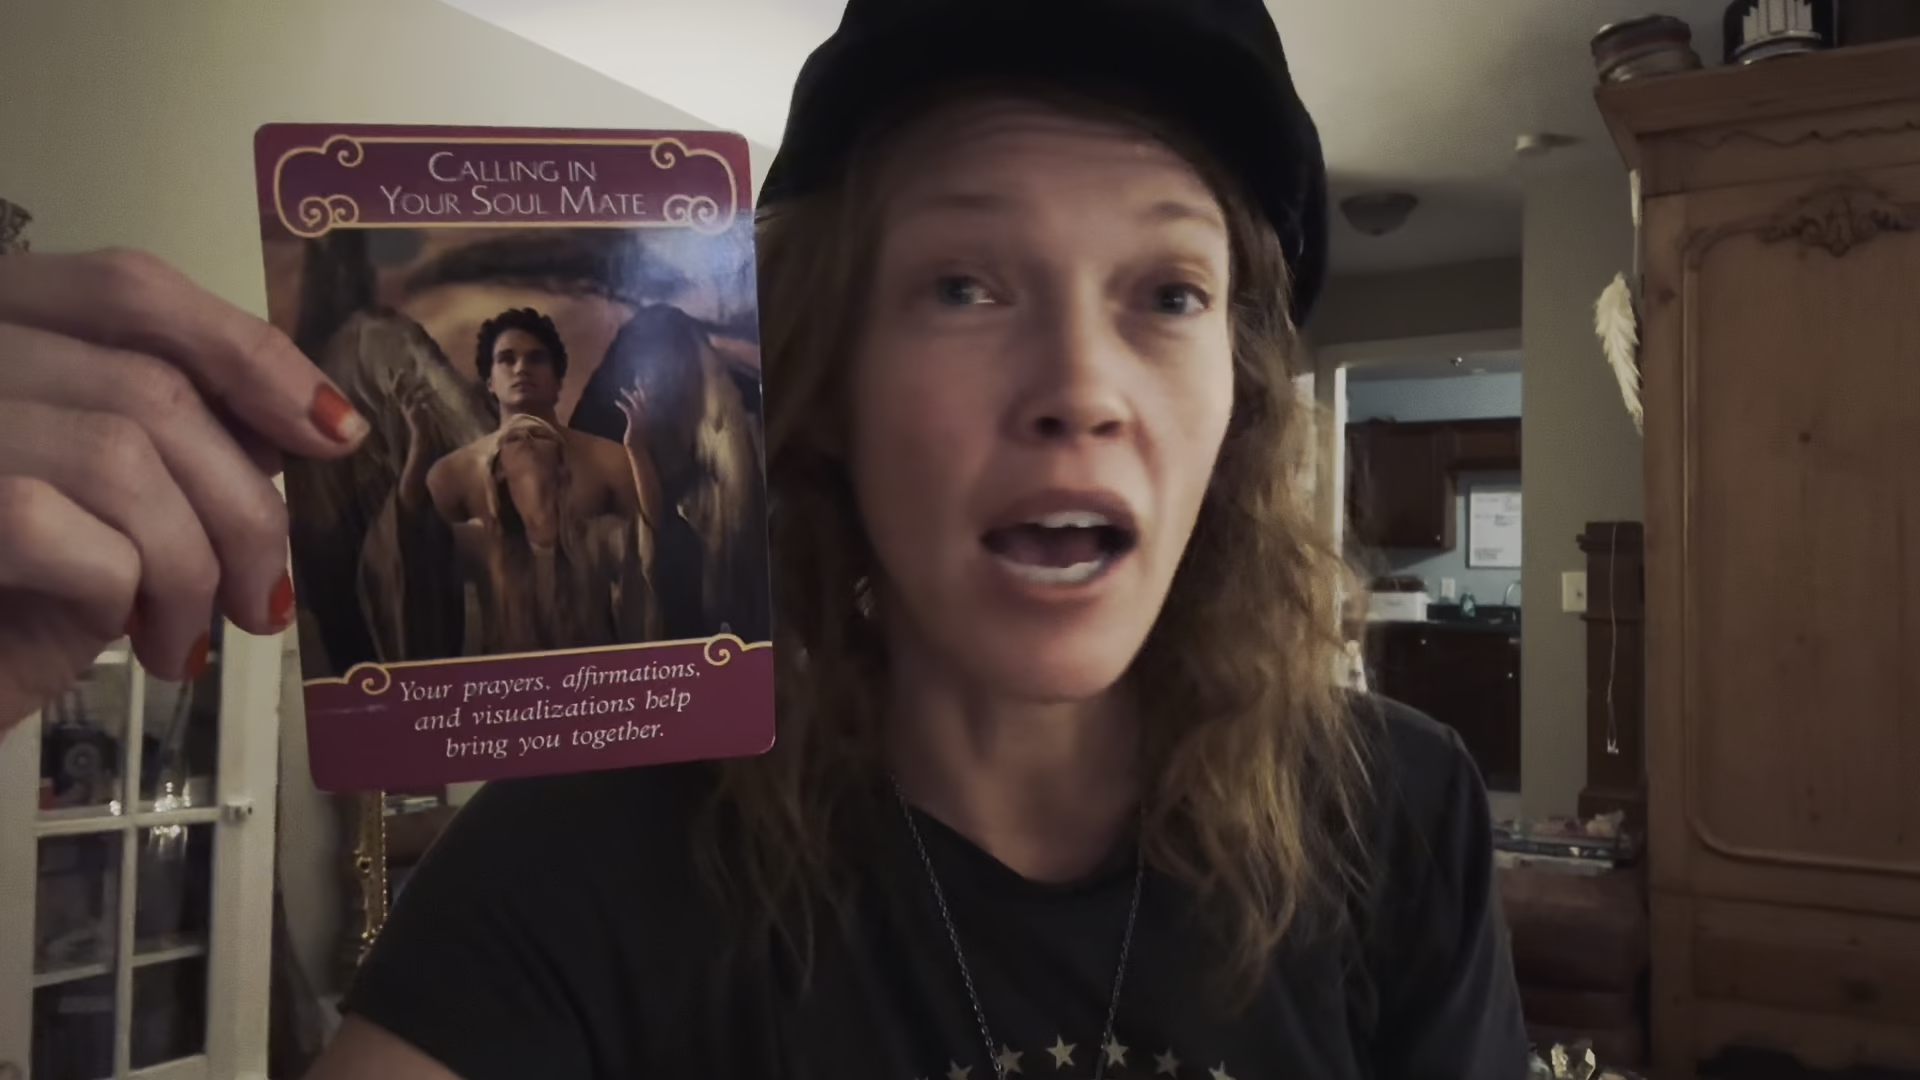 CALLING IN
YOUR SOUL MATE
Your prayers, affirmations,
and visualizations help
bring you together.